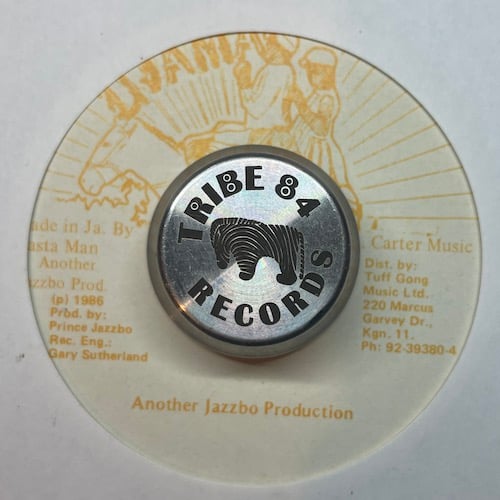 UJAMA
TRIBE 84
RECORDS
ade in Ja. By
asta Man
Another
azzbo Prod.
(p) 1986
Prod. by:
Prince Jazzbo
Rec. Eng.:
Gary Sutherland
Carter Music
Dist. by:
Tuff Gong
Music Ltd.
220 Marcus
Garvey Dr.,
Kgn. 11.
Ph: 92-39380-4
Another Jazzbo Production